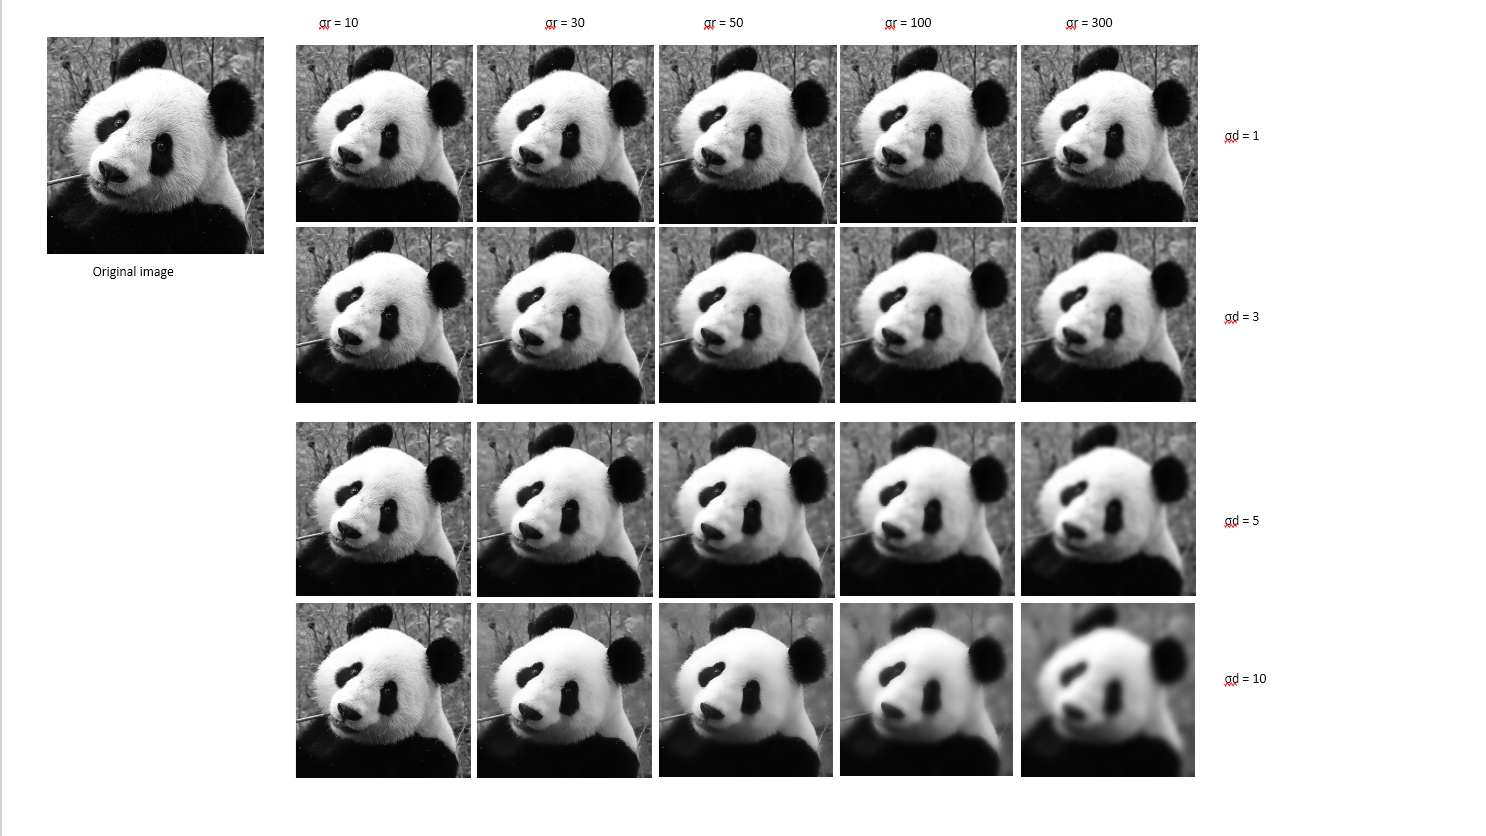 σr = 10
σr = 30
σr = 50
σr = 100
σr = 300
σd = 1
Original image
σd = 3
σd = 5
σd = 10